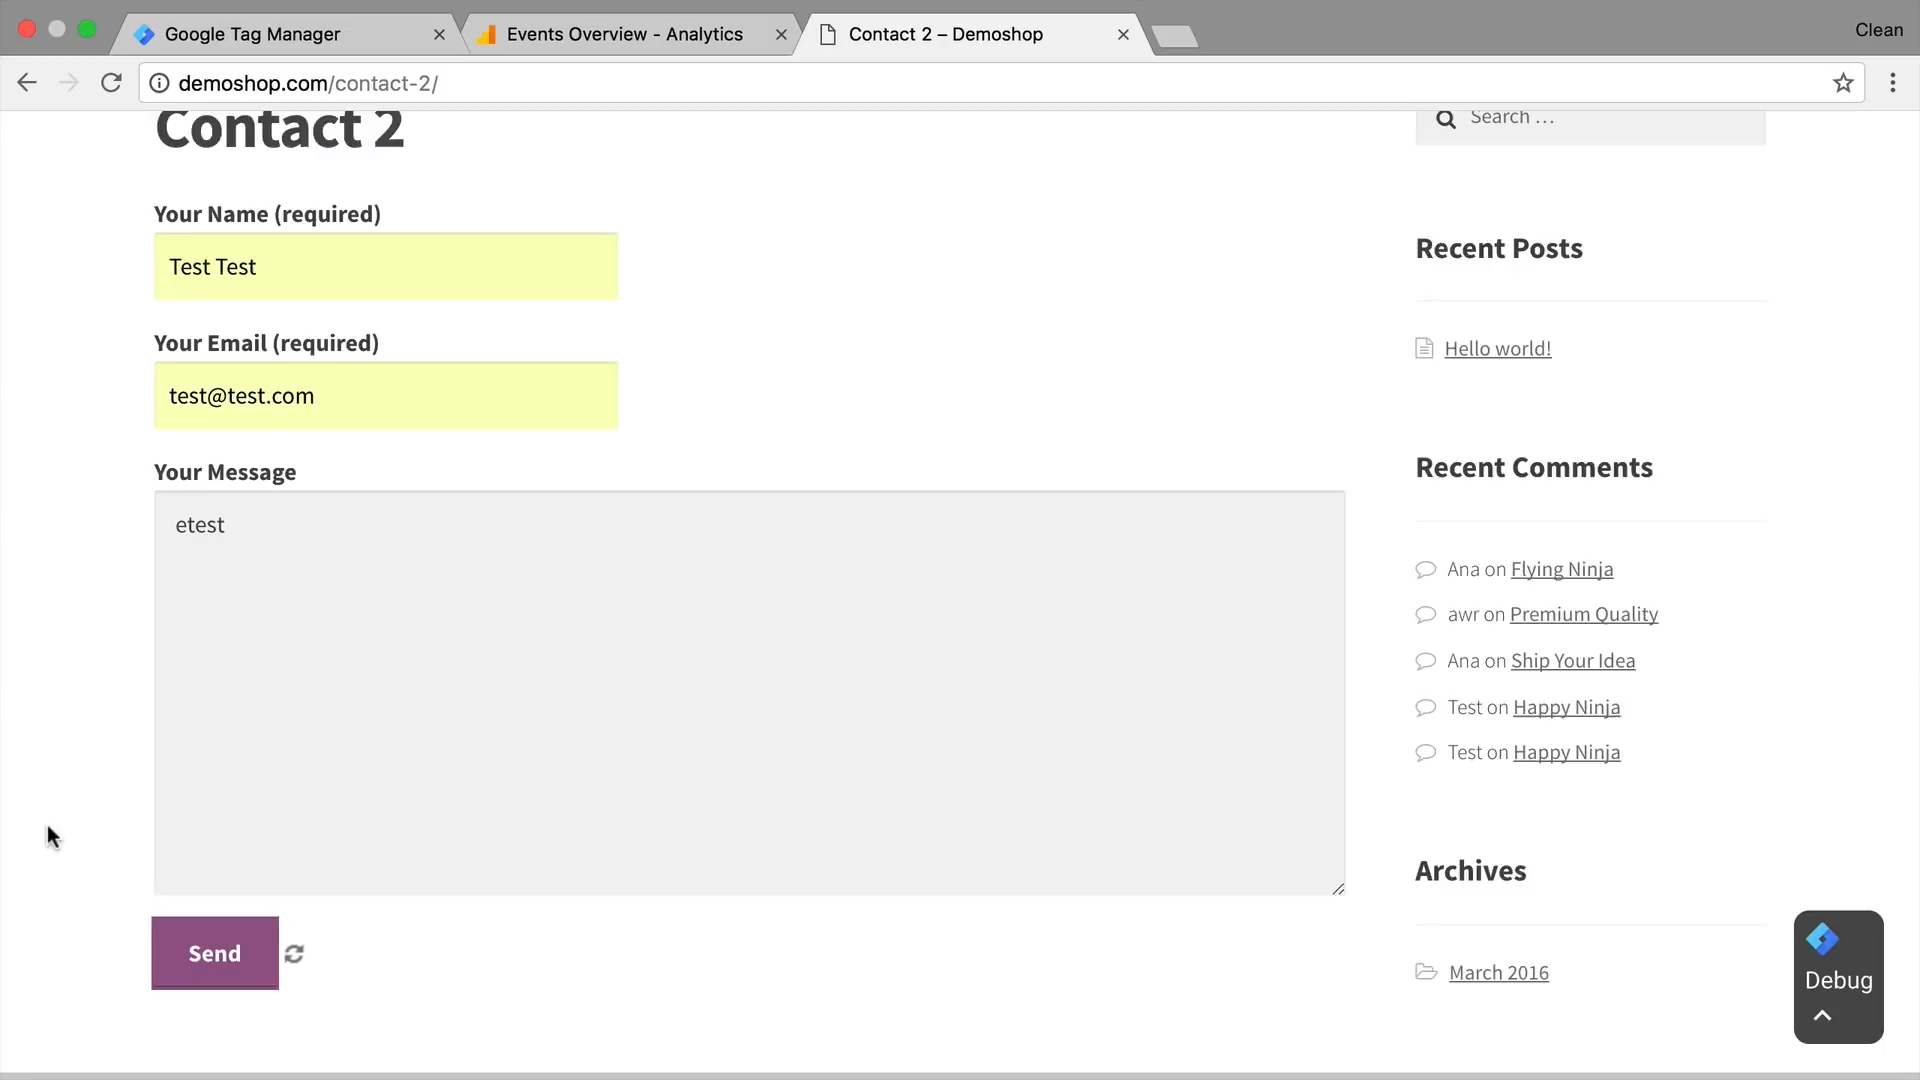 Google Tag Manager
Events Overview - Analytics
Contact 2 – Demoshop
Clean
demoshop.com/contact-2/
Contact 2
Your Name (required)
Test Test
Your Email (required)
test@test.com
Your Message
etest
Send
Search …
Recent Posts
Hello world!
Recent Comments
Ana on Flying Ninja
awr on Premium Quality
Ana on Ship Your Idea
Test on Happy Ninja
Test on Happy Ninja
Archives
March 2016
Debug